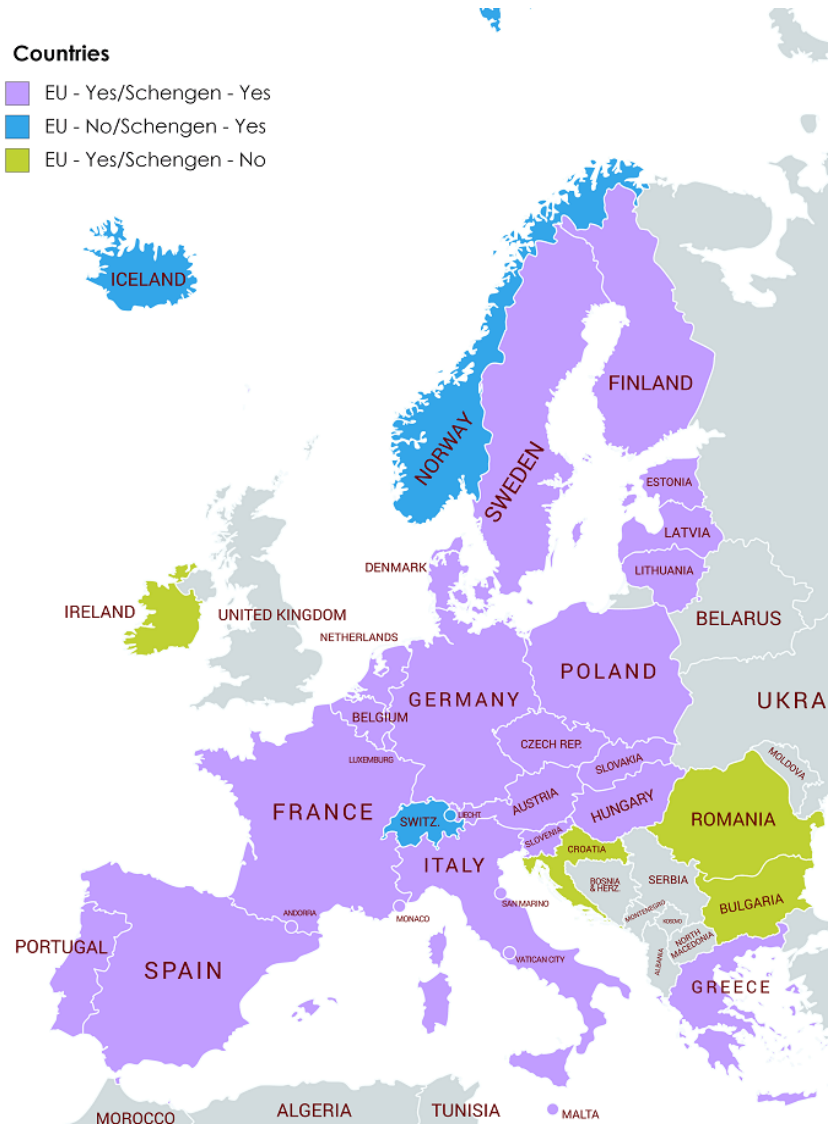 Countries
EU - Yes/Schengen - Yes
EU - No/Schengen - Yes
EU - Yes/Schengen - No
ICELAND
FINLAND
NORWAY
SWEDEN
ESTONIA
LATVIA
DENMARK
LITHUANIA
IRELAND
UNITED KINGDOM
BELARUS
NETHERLANDS
POLAND
GERMANY
UKRA
BELGIUM
CZECH REP.
LUXEMBURG
SLOVAKIA
MOLDOVA
AUSTRIA
HUNGARY
FRANCE
SWITZ.
LIECHT.
ROMANIA
SLOVENIA
CROATIA
ITALY
BOSNIA
& HERZ.
SERBIA
SAN MARINO
BULGARIA
ANDORRA
MONACO
MONTENEGRO
KOSOVO
PORTUGAL
NORTH
MACEDONIA
VATICAN CITY
ALBANIA
SPAIN
GREECE
MOROCCO
ALGERIA
TUNISIA
MALTA